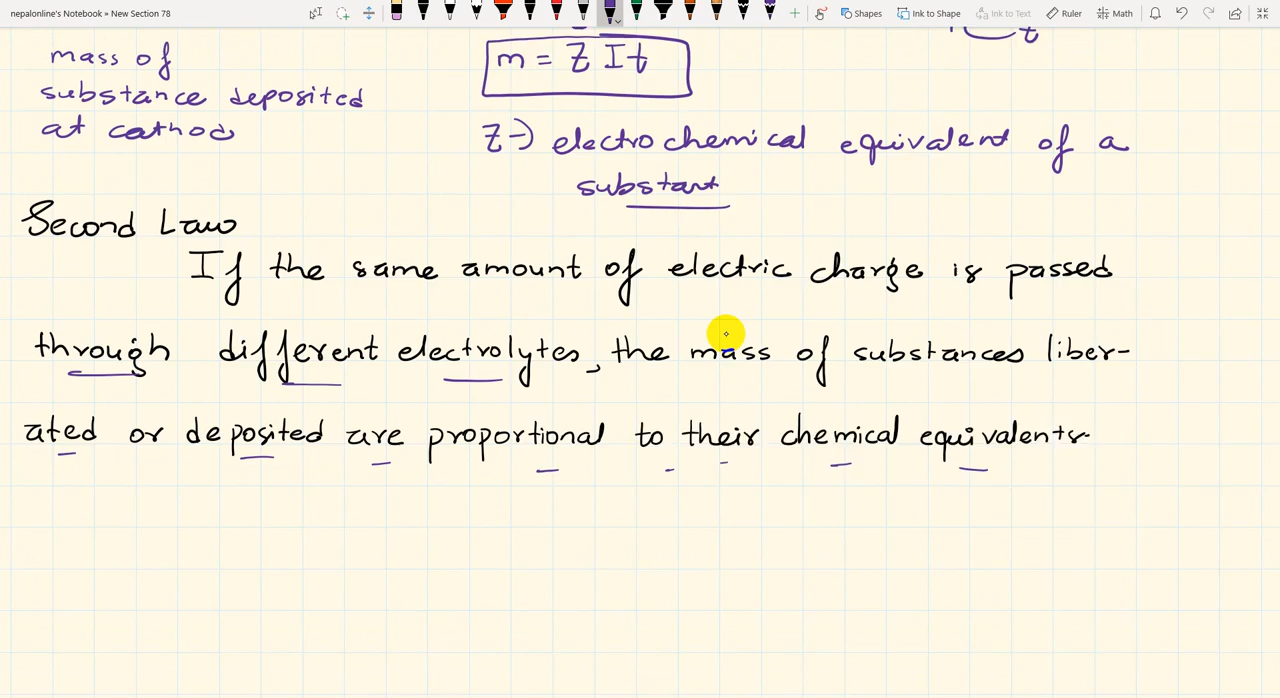 nepalonline's Notebook » New Section 78
Shapes Ink to Shape Ink to Text Ruler Math
mass of
substance deposited
at cathod
m = Z I t
Z → electrochemical equivalent of a
Second Law
If the same amount of electric charge is passed
through different electrolytes, the mass of substances liber-
ated or deposited are proportional to their chemical equivalents.